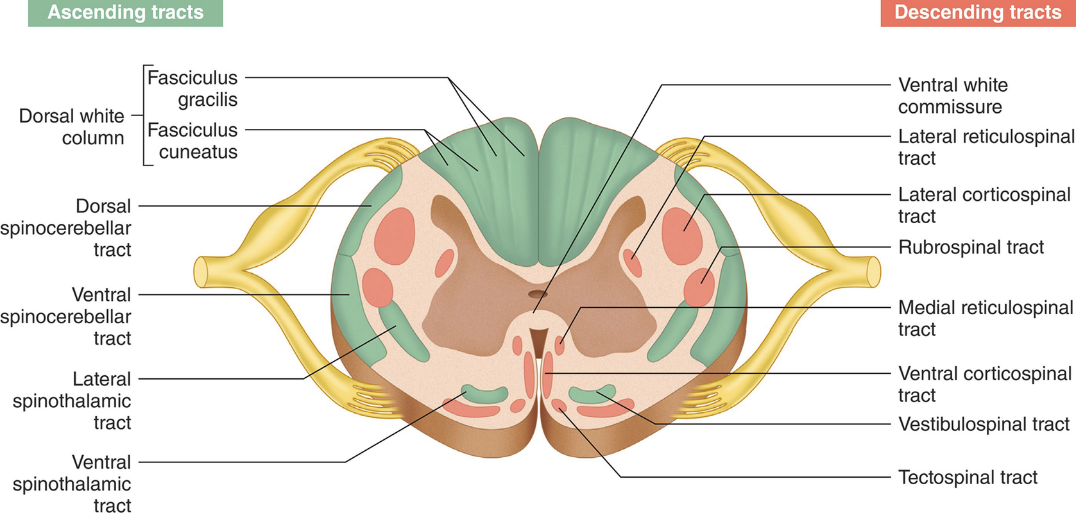 Ascending tracts
Descending tracts
Fasciculus
gracilis
Dorsal white
column
Fasciculus
cuneatus
Dorsal
spinocerebellar
tract
Ventral
spinocerebellar
tract
Lateral
spinothalamic
tract
Ventral
spinothalamic
tract
Ventral white
commissure
Lateral reticulospinal
tract
Lateral corticospinal
tract
Rubrospinal tract
Medial reticulospinal
tract
Ventral corticospinal
tract
Vestibulospinal tract
Tectospinal tract